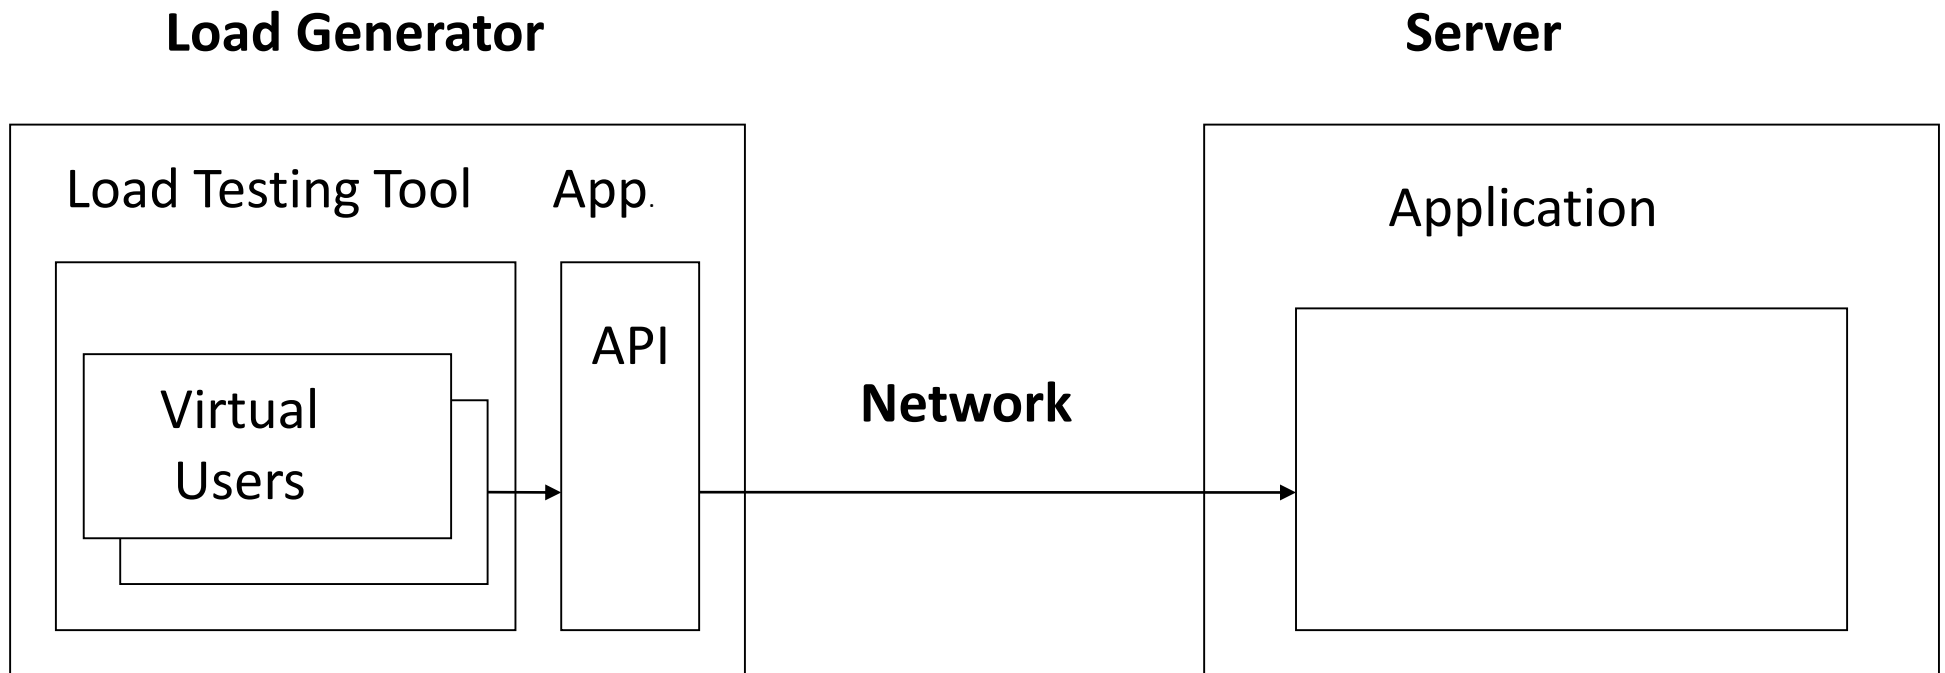 Load Generator
Server
Load Testing Tool
App.
Application
API
Network
Virtual
Users